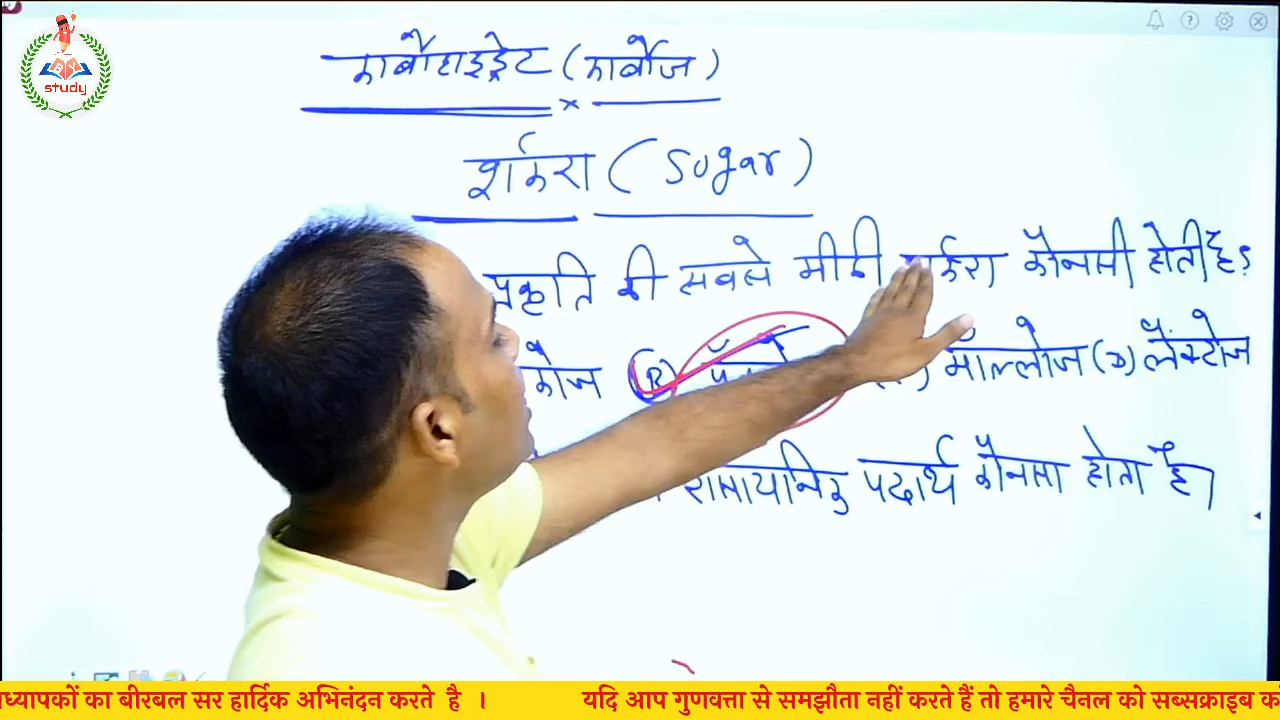 BY
study
कार्बोहाइड्रेट (कार्बोज)
शर्करा (Sugar)
प्रकृति की सबसे मीठी शर्करा कौनसी होती है?
कोज (B) माॅल्टोज (D) लैक्टोज
रासायनिक पदार्थ कौनसा होता है।
ध्यापकों का बीरबल सर हार्दिक अभिनंदन करते है । यदि आप गुणवत्ता से समझौता नहीं करते हैं तो हमारे चैनल को सब्सक्राइब क